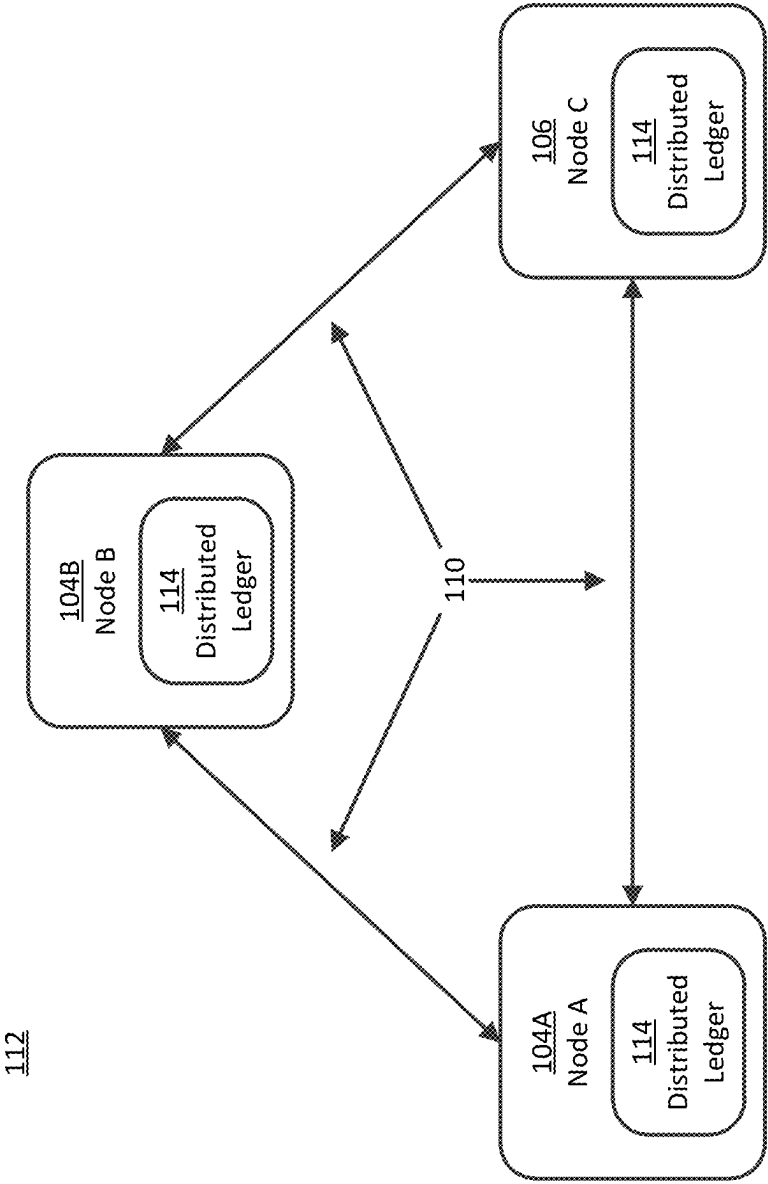 112
104B
Node B
114
Distributed
Ledger
110
104A
Node A
114
Distributed
Ledger
106
Node C
114
Distributed
Ledger